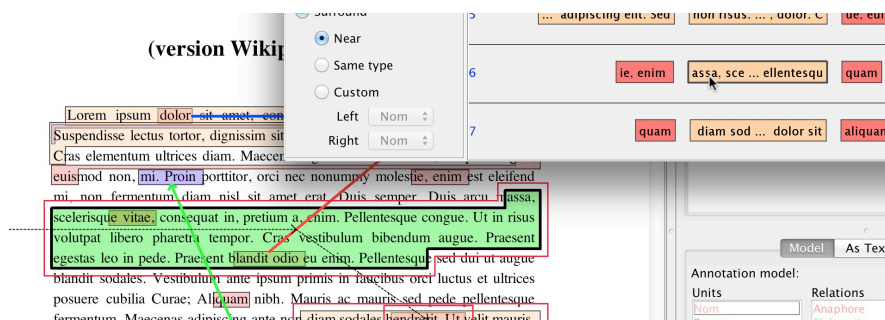 Surround
Near
Same type
Custom
Left Nom
Right Nom
5 ... adipiscing elit. Sed non risus. ... , dolor. C
6 ie, enim assa, sce ... ellentesqu quam
7 quam diam sod ... dolor sit aliquam
(version Wikip
Lorem ipsum dolor sit amet, con
Suspendisse lectus tortor, dignissim sit
Cras elementum ultrices diam. Maecen
euismod non, mi. Proin porttitor, orci nec nonummy molestie, enim est eleifend
mi, non fermentum diam nisl sit amet erat. Duis semper. Duis arcu massa,
scelerisque vitae, consequat in, pretium a, enim. Pellentesque congue. Ut in risus
volutpat libero pharetra tempor. Cras vestibulum bibendum augue. Praesent
egestas leo in pede. Praesent blandit odio eu enim. Pellentesque sed dui ut augue
blandit sodales. Vestibulum ante ipsum primis in faucibus orci luctus et ultrices
posuere cubilia Curae; Aliquam nibh. Mauris ac mauris sed pede pellentesque
fermentum. Maecenas adipiscing ante non diam sodales hendrerit. Ut velit mauris,
Model As Tex
Annotation model:
Units Relations
Nom Anaphore